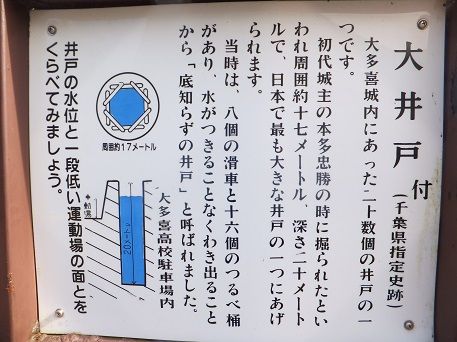 大井戸付(千葉県指定史跡)
大多喜城内にあった二十数個の井戸の一
つです。
初代城主の本多忠勝の時に掘られたとい
われ周囲約十七メートル、深さ二十メート
ルで、日本で最も大きな井戸の一つにあげ
られます。
当時は、八個の滑車と十六個のつるべ桶
があり、水がつきることなくわき出ること
から「底知らずの井戸」と呼ばれました。
大多喜高校駐車場内
周囲約17メートル
20メートル
井戸の水位と一段低い運動場の面とを
くらべてみましょう。